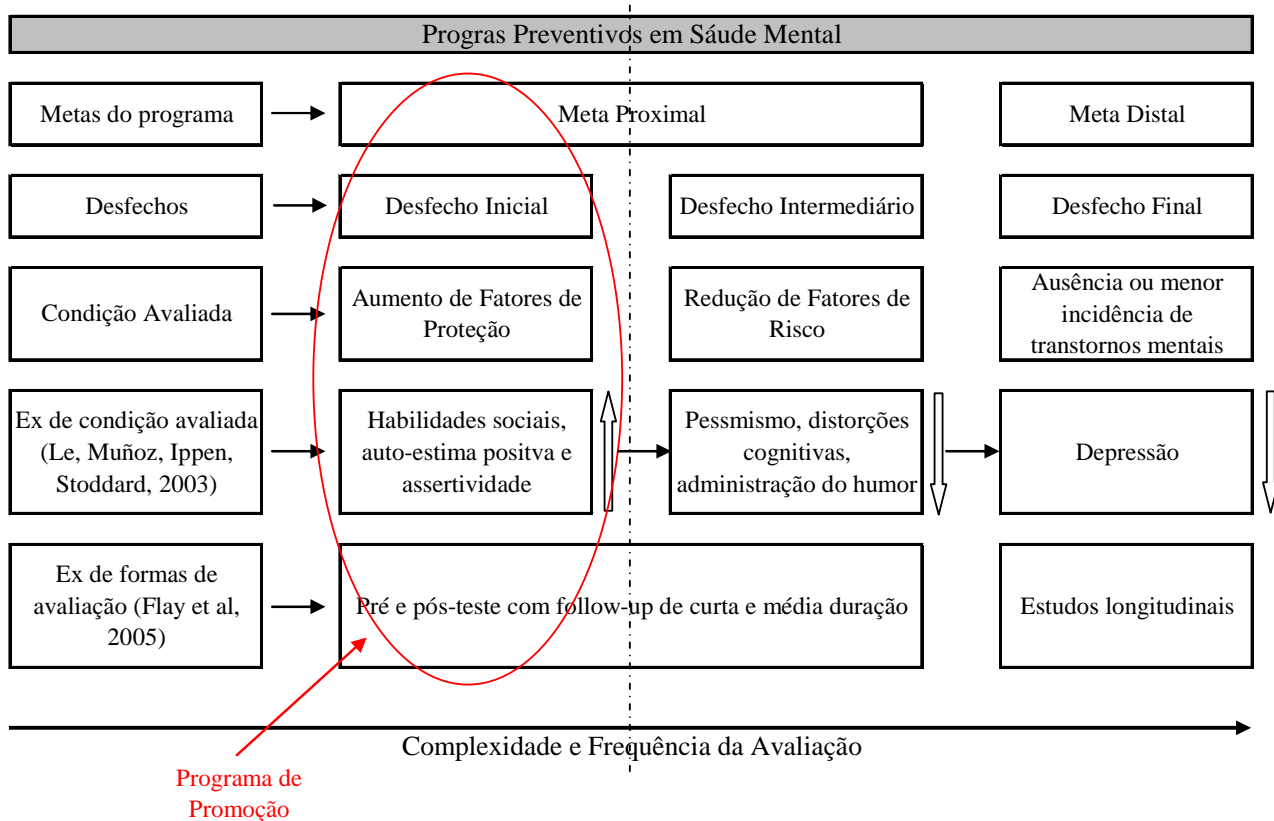 Progras Preventivos em Sáude Mental
Metas do programa
Meta Proximal
Meta Distal
Desfechos
Desfecho Inicial
Desfecho Intermediário
Desfecho Final
Condição Avaliada
Aumento de Fatores de
Proteção
Redução de Fatores de
Risco
Ausência ou menor
incidência de
transtornos mentais
Ex de condição avaliada
(Le, Muñoz, Ippen,
Stoddard, 2003)
Habilidades sociais,
auto-estima positva e
assertividade
Pessmismo, distorções
cognitivas,
administração do humor
Depressão
Ex de formas de
avaliação (Flay et al,
2005)
Pré e pós-teste com follow-up de curta e média duração
Estudos longitudinais
Complexidade e Frequência da Avaliação
Programa de
Promoção